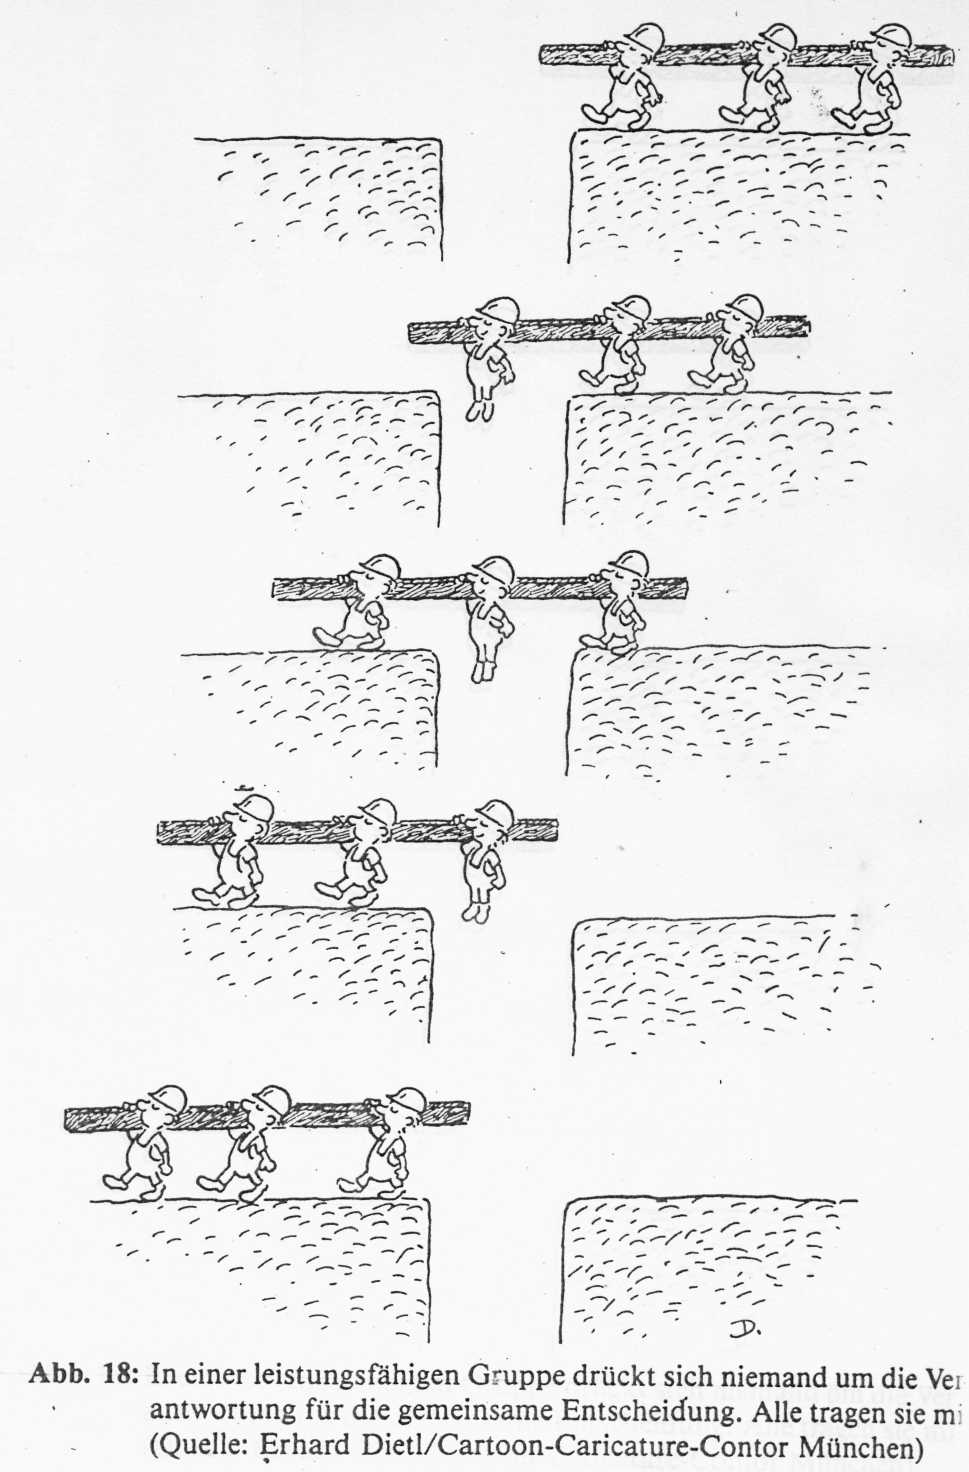 D.
Abb. 18: In einer leistungsfähigen Gruppe drückt sich niemand um die Ver
antwortung für die gemeinsame Entscheidung. Alle tragen sie mi
(Quelle: Erhard Dietl/Cartoon-Caricature-Contor München)